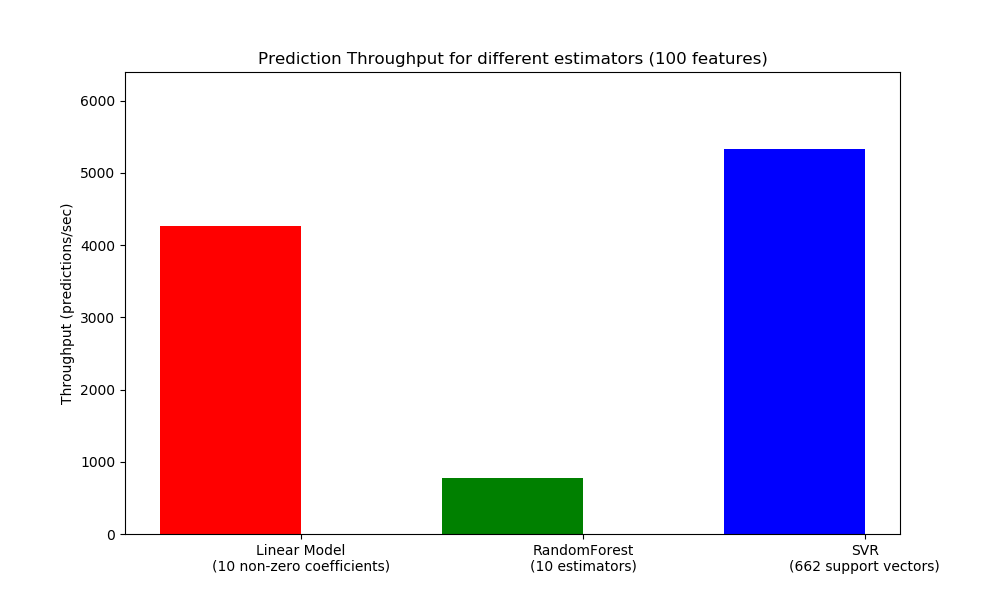 Prediction Throughput for different estimators (100 features)
Throughput (predictions/sec)
6000
5000
4000
3000
2000
1000
0
Linear Model
(10 non-zero coefficients)
RandomForest
(10 estimators)
SVR
(662 support vectors)